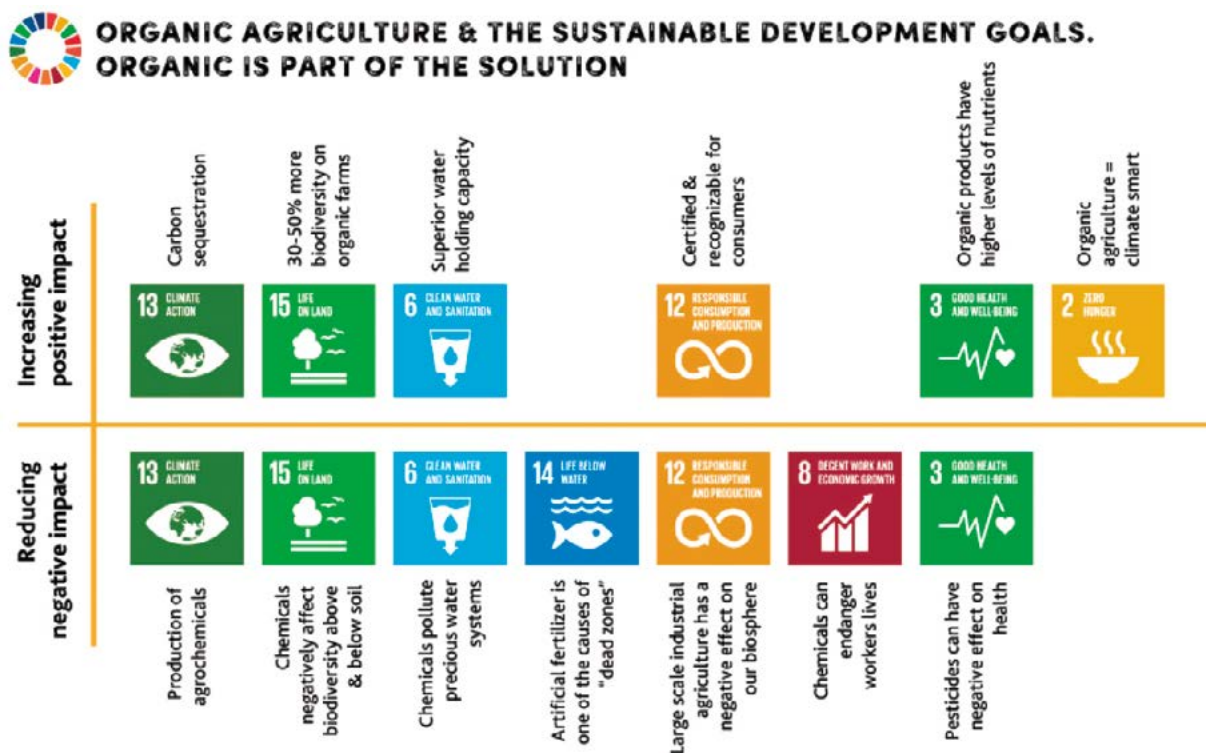 ORGANIC AGRICULTURE & THE SUSTAINABLE DEVELOPMENT GOALS.
ORGANIC IS PART OF THE SOLUTION
Increasing
positive impact
Carbon
sequestration
30-50% more
biodiversity on
organic farms
Superior water
holding capacity
Certified &
recognizable for
consumers
Organic products have
higher levels of nutrients
Organic
agriculture =
climate smart
13 CLIMATE
ACTION
15 LIFE
ON LAND
6 CLEAN WATER
AND SANITATION
12 RESPONSIBLE
CONSUMPTION
AND PRODUCTION
3 GOOD HEALTH
AND WELL-BEING
2 ZERO
HUNGER
Reducing
negative impact
13 CLIMATE
ACTION
15 LIFE
ON LAND
6 CLEAN WATER
AND SANITATION
14 LIFE BELOW
WATER
12 RESPONSIBLE
CONSUMPTION
AND PRODUCTION
8 DECENT WORK AND
ECONOMIC GROWTH
3 GOOD HEALTH
AND WELL-BEING
Production of
agrochemicals
Chemicals
negatively affect
biodiversity above
& below soil
Chemicals pollute
precious water
systems
Artificial fertilizer is
one of the causes of
“dead zones”
Large scale industrial
agriculture has a
negative effect on
our biosphere
Chemicals can
endanger
workers lives
Pesticides can have
negative effect on
health